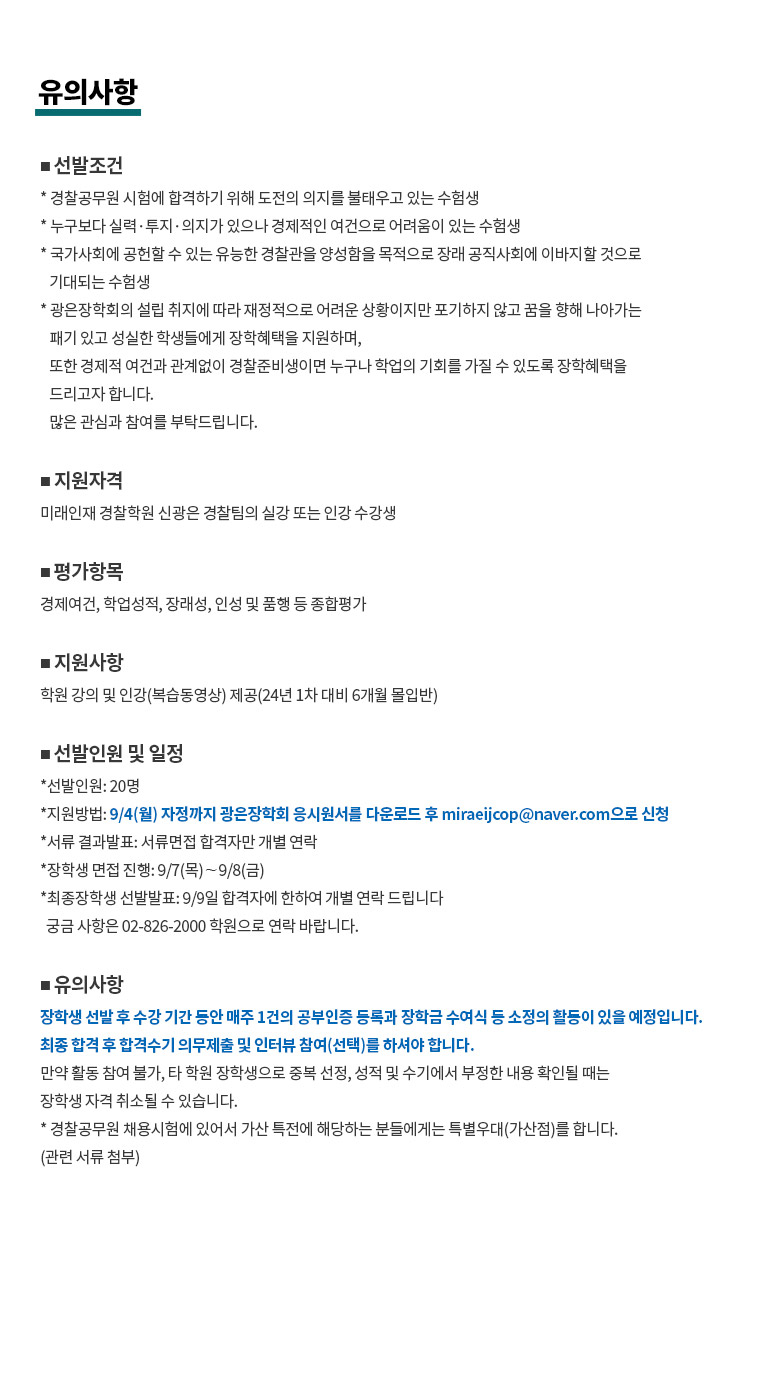 유의사항
■ 선발조건
* 경찰공무원 시험에 합격하기 위해 도전의 의지를 불태우고 있는 수험생
* 누구보다 실력·투지·의지가 있으나 경제적인 여건으로 어려움이 있는 수험생
* 국가사회에 공헌할 수 있는 유능한 경찰관을 양성함을 목적으로 장래 공직사회에 이바지할 것으로
기대되는 수험생
* 광은장학회의 설립 취지에 따라 재정적으로 어려운 상황이지만 포기하지 않고 꿈을 향해 나아가는
패기 있고 성실한 학생들에게 장학혜택을 지원하며,
또한 경제적 여건과 관계없이 경찰준비생이면 누구나 학업의 기회를 가질 수 있도록 장학혜택을
드리고자 합니다.
많은 관심과 참여를 부탁드립니다.
■ 지원자격
미래인재 경찰학원 신광은 경찰팀의 실강 또는 인강 수강생
■ 평가항목
경제여건, 학업성적, 장래성, 인성 및 품행 등 종합평가
■ 지원사항
학원 강의 및 인강(복습동영상) 제공(24년 1차 대비 6개월 몰입반)
■ 선발인원 및 일정
*선발인원: 20명
*지원방법: 9/4(월) 자정까지 광은장학회 응시원서를 다운로드 후 miraeijcop@naver.com으로 신청
*서류 결과발표: 서류면접 합격자만 개별 연락
*장학생 면접 진행: 9/7(목)~9/8(금)
*최종장학생 선발발표: 9/9일 합격자에 한하여 개별 연락 드립니다
궁금 사항은 02-826-2000 학원으로 연락 바랍니다.
■ 유의사항
장학생 선발 후 수강 기간 동안 매주 1건의 공부인증 등록과 장학금 수여식 등 소정의 활동이 있을 예정입니다.
최종 합격 후 합격수기 의무제출 및 인터뷰 참여(선택)를 하셔야 합니다.
만약 활동 참여 불가, 타 학원 장학생으로 중복 선정, 성적 및 수기에서 부정한 내용 확인될 때는
장학생 자격 취소될 수 있습니다.
* 경찰공무원 채용시험에 있어서 가산 특전에 해당하는 분들에게는 특별우대(가산점)를 합니다.
(관련 서류 첨부)